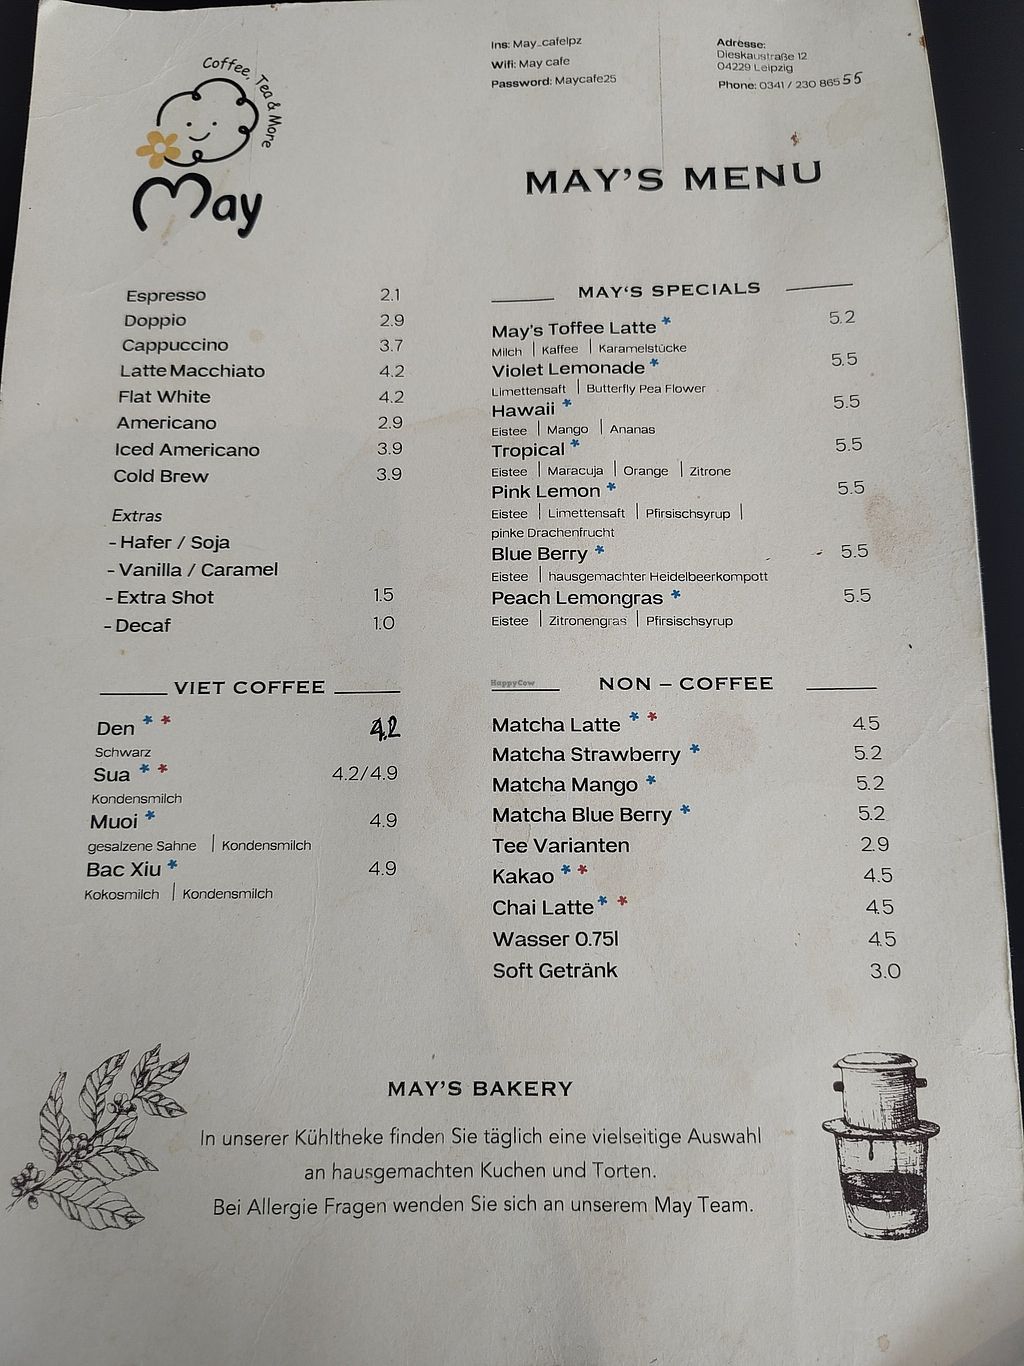 Coffee, Tea & More
May
Ins: May_cafelpz
Wifi: May cafe
Password: Maycafe25
Adresse:
Dieskaustraße 12
04229 Leipzig
Phone: 0341 / 230 865 55
MAY'S MENU
Espresso 2.1
Doppio 2.9
Cappuccino 3.7
Latte Macchiato 4.2
Flat White 4.2
Americano 2.9
Iced Americano 3.9
Cold Brew 3.9
Extras
- Hafer / Soja
- Vanilla / Caramel
- Extra Shot 1.5
- Decaf 1.0
VIET COFFEE
Den * * 4.2
Schwarz
Sua * * 4.2/4.9
Kondensmilch
Muoi * 4.9
gesalzene Sahne | Kondensmilch
Bac Xiu * 4.9
Kokosmilch | Kondensmilch
MAY'S SPECIALS
May's Toffee Latte * 5.2
Milch | Kaffee | Karamelstücke
Violet Lemonade * 5.5
Limettensaft | Butterfly Pea Flower
Hawaii * 5.5
Eistee | Mango | Ananas
Tropical * 5.5
Eistee | Maracuja | Orange | Zitrone
Pink Lemon * 5.5
Eistee | Limettensaft | Pfirsischsyrup |
pinke Drachenfrucht
Blue Berry * 5.5
Eistee | hausgemachter Heidelbeerkompott
Peach Lemongras * 5.5
Eistee | Zitronengras | Pfirsischsyrup
HappyCow
NON – COFFEE
Matcha Latte * * 4.5
Matcha Strawberry * 5.2
Matcha Mango * 5.2
Matcha Blue Berry * 5.2
Tee Varianten 2.9
Kakao * * 4.5
Chai Latte * * 4.5
Wasser 0.75l 4.5
Soft Getränk 3.0
MAY'S BAKERY
In unserer Kühltheke finden Sie täglich eine vielseitige Auswahl
an hausgemachten Kuchen und Torten.
Bei Allergie Fragen wenden Sie sich an unserem May Team.